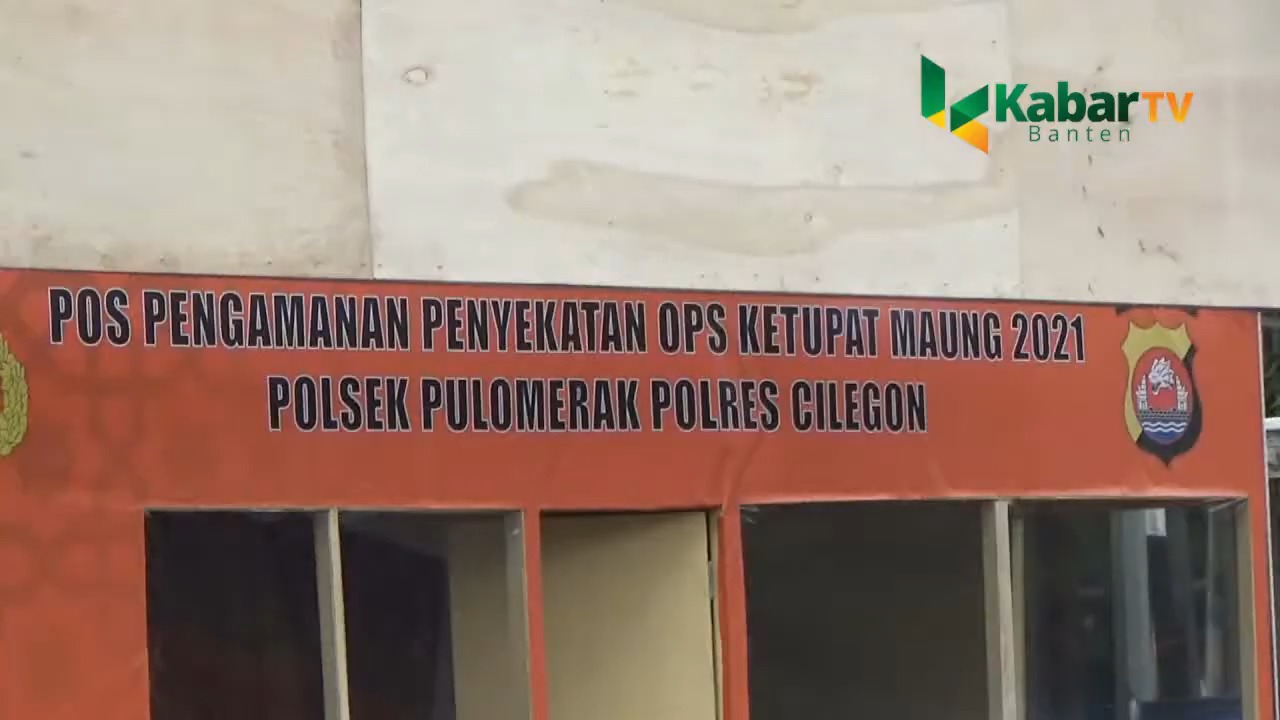 KabarTV
Banten
POS PENGAMANAN PENYEKATAN OPS KETUPAT MAUNG 2021
POLSEK PULOMERAK POLRES CILEGON